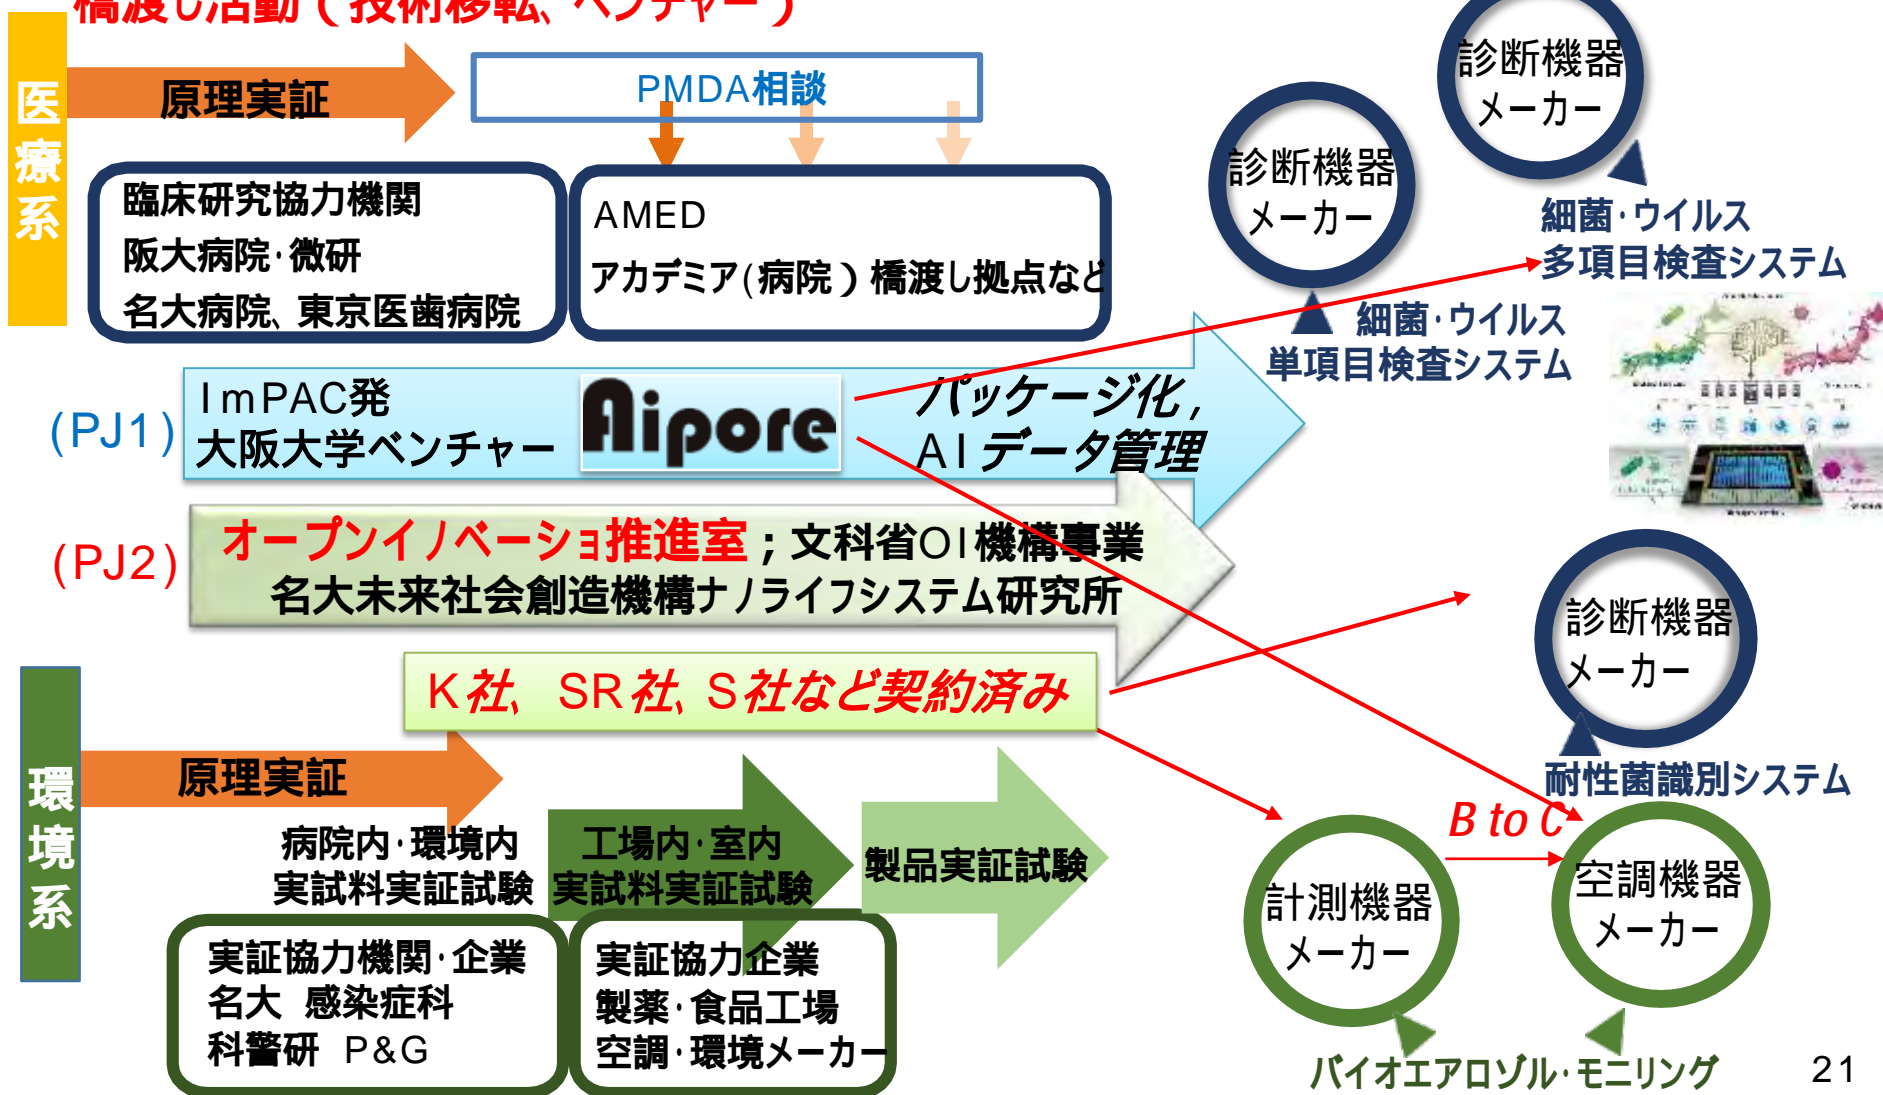 橋渡し活動(技術移転、ベンチャー)
医療系
原理実証
PMDA相談
臨床研究協力機関
阪大病院・微研
名大病院、東京医歯病院
AMED
アカデミア(病院)橋渡し拠点など
診断機器
メーカー
診断機器
メーカー
細菌・ウイルス
多項目検査システム
細菌・ウイルス
単項目検査システム
(PJ1)
ImPAC発
大阪大学ベンチャー
Aipore
パッケージ化,
AIデータ管理
(PJ2)
オープンイノベーショ推進室;文科省OI機構事業
名大未来社会創造機構ナノライフシステム研究所
K社、SR社、S社など契約済み
診断機器
メーカー
耐性菌識別システム
環境系
原理実証
病院内・環境内
実試料実証試験
工場内・室内
実試料実証試験
製品実証試験
実証協力機関・企業
名大 感染症科
科警研 P&G
実証協力企業
製薬・食品工場
空調・環境メーカー
B to C
計測機器
メーカー
空調機器
メーカー
バイオエアロゾル・モニリング
21